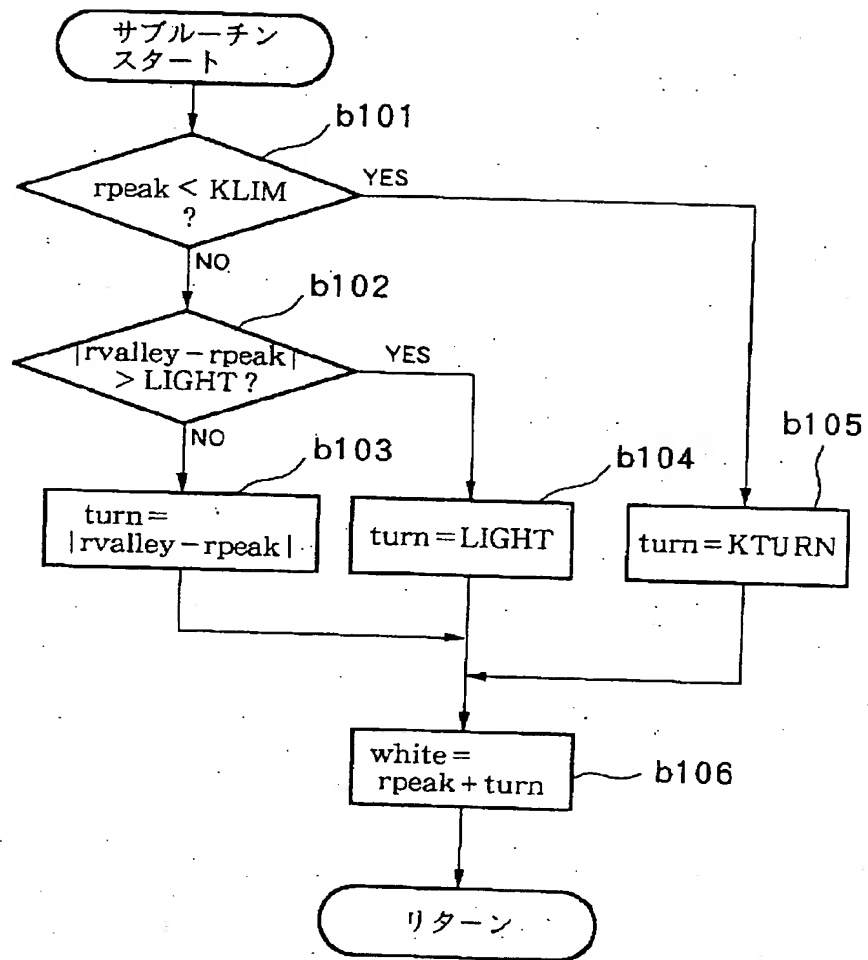 サブルーチン
スタート
b101
rpeak < KLIM
?
YES
NO
b102
|rvalley－rpeak|
> LIGHT ?
YES
NO
b103
turn＝
|rvalley－rpeak|
b104
turn＝LIGHT
b105
turn＝KTURN
white＝
rpeak + turn
b106
リターン